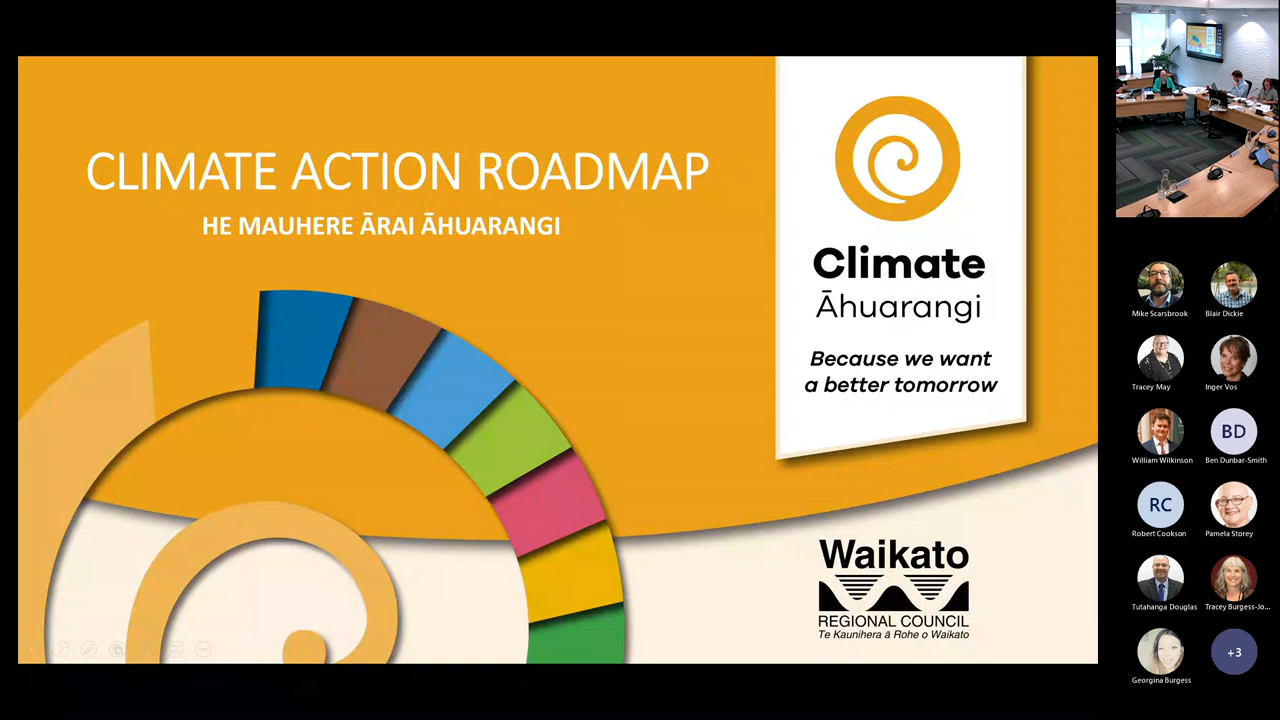 CLIMATE ACTION ROADMAP
HE MAUHERE ĀRAI ĀHUARANGI
Climate
Āhuarangi
Because we want
a better tomorrow
Waikato
REGIONAL COUNCIL
Te Kaunihera ā Rohe o Waikato
Mike Scarsbrook
Blair Dickie
Tracey May
Inger Vos
William Wilkinson
BD
Ben Dunbar-Smith
RC
Robert Cookson
Pamela Storey
Tutahanga Douglas
Tracey Burgess-Jo...
Georgina Burgess
+3